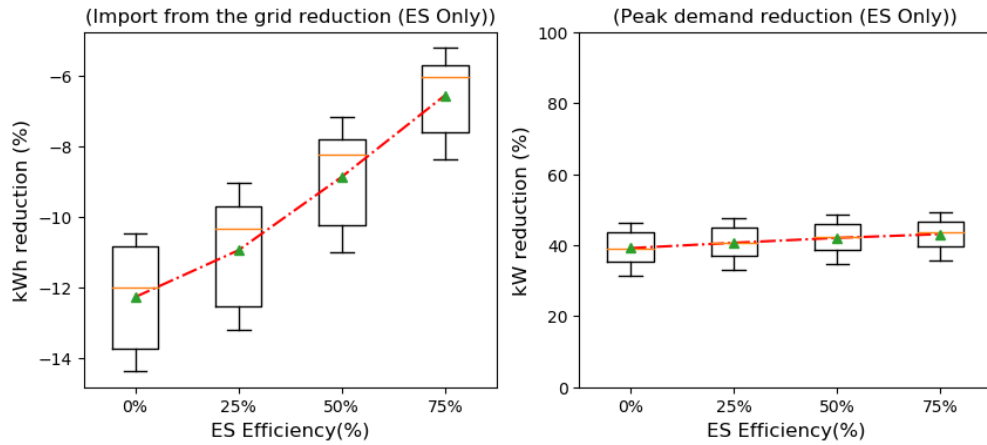 (Import from the grid reduction (ES Only))
kWh reduction (%)
−6
−8
−10
−12
−14
0% 25% 50% 75%
ES Efficiency(%)
(Peak demand reduction (ES Only))
kW reduction (%)
100
80
60
40
20
0
0% 25% 50% 75%
ES Efficiency(%)